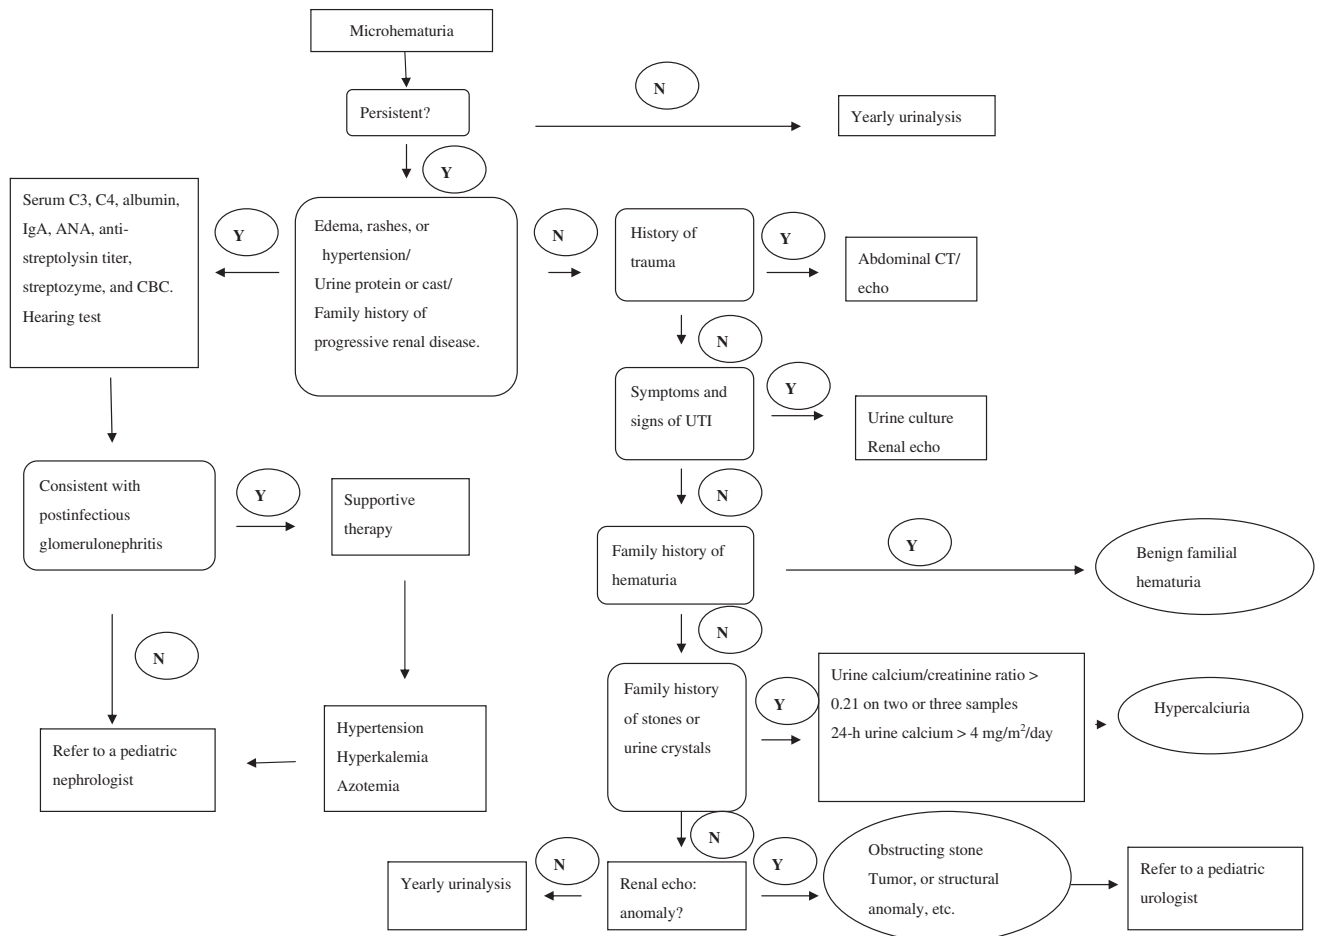 Microhematuria
Persistent?
N
Yearly urinalysis
Y
Serum C3, C4, albumin,
IgA, ANA, anti-
streptolysin titer,
streptozyme, and CBC.
Hearing test
Y
Edema, rashes, or
hypertension/
Urine protein or cast/
Family history of
progressive renal disease.
N
History of
trauma
Y
Abdominal CT/
echo
N
Symptoms and
signs of UTI
Y
Urine culture
Renal echo
N
Consistent with
postinfectious
glomerulonephritis
Y
Supportive
therapy
Family history of
hematuria
Y
Benign familial
hematuria
N
N
Family history
of stones or
urine crystals
Y
Urine calcium/creatinine ratio >
0.21 on two or three samples
24-h urine calcium > 4 mg/m²/day
Hypercalciuria
Refer to a pediatric
nephrologist
Hypertension
Hyperkalemia
Azotemia
N
Yearly urinalysis
N
Renal echo:
anomaly?
Y
Obstructing stone
Tumor, or structural
anomaly, etc.
Refer to a pediatric
urologist